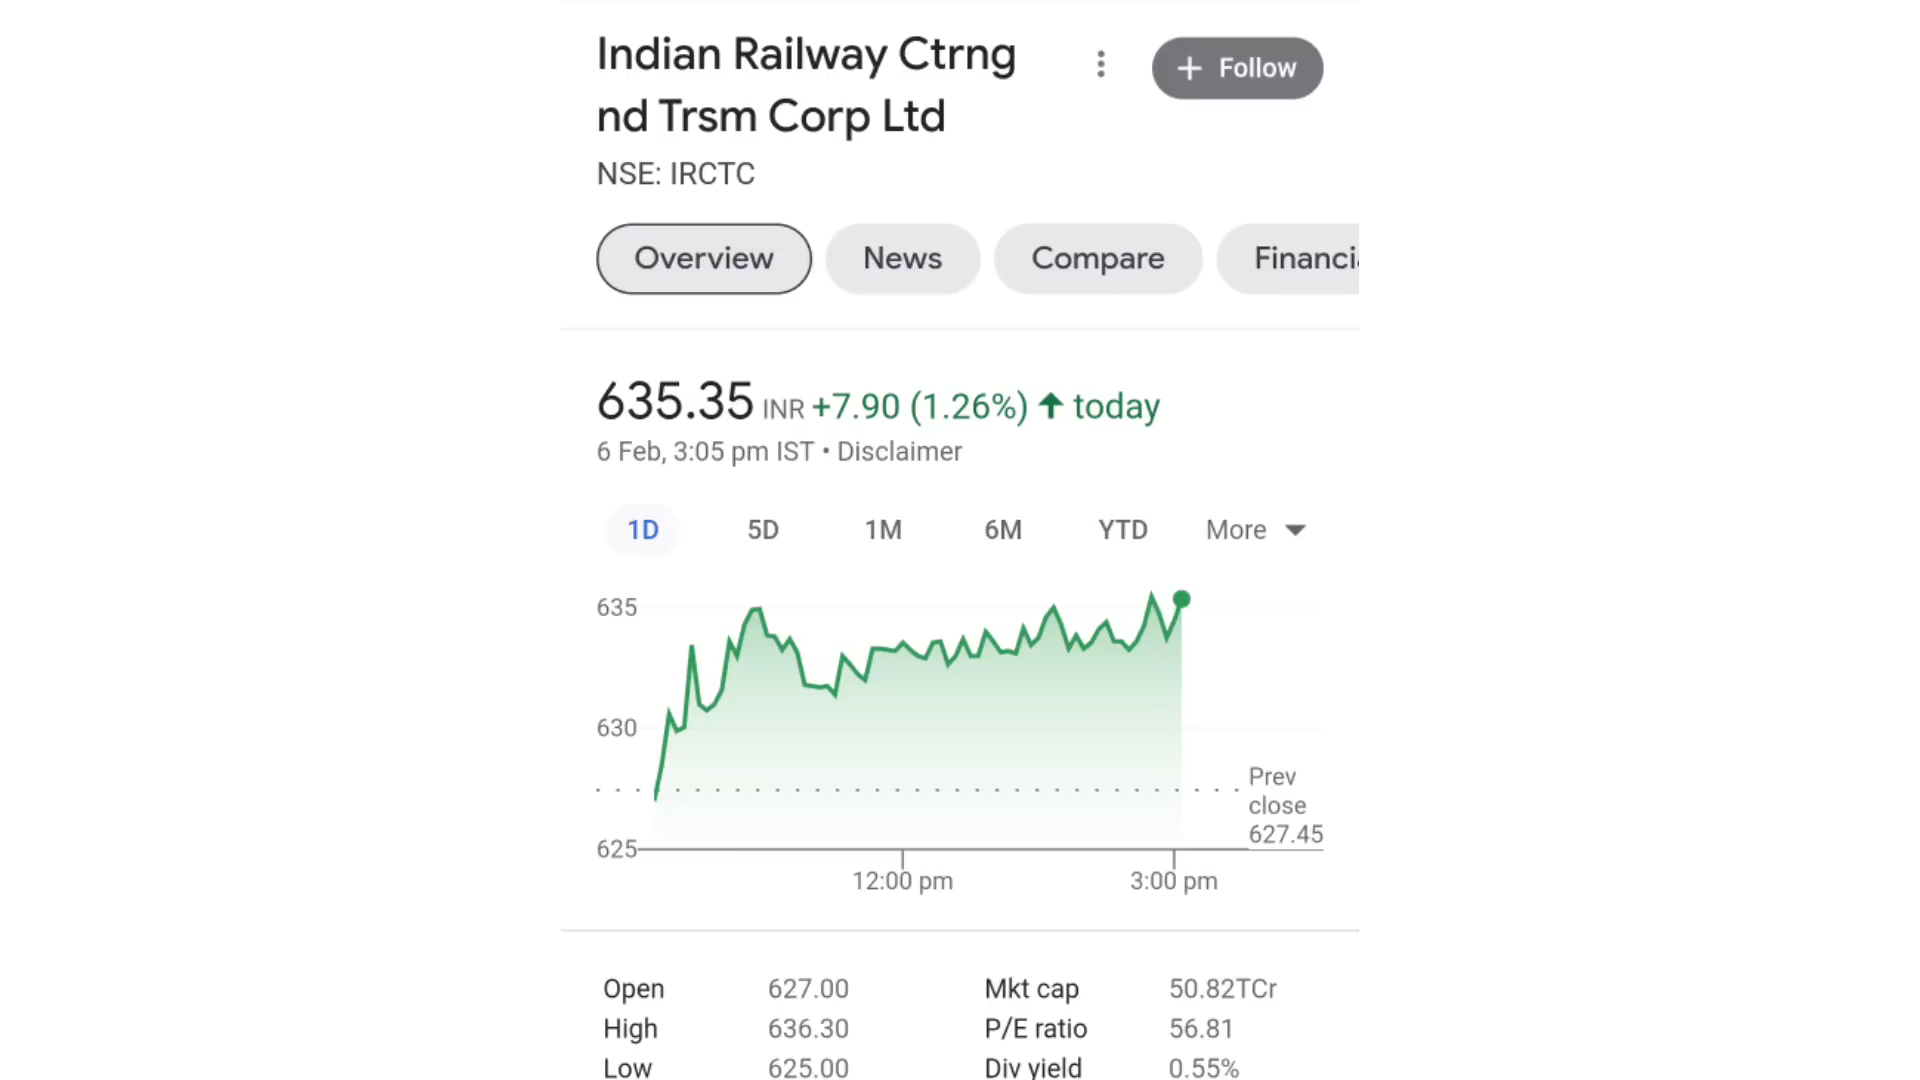 Indian Railway Ctrng
nd Trsm Corp Ltd
+ Follow
NSE: IRCTC
Overview News Compare Financi
635.35 INR +7.90 (1.26%) ↑ today
6 Feb, 3:05 pm IST • Disclaimer
1D 5D 1M 6M YTD More
635
630
625
Prev
close
627.45
12:00 pm 3:00 pm
Open 627.00 Mkt cap 50.82TCr
High 636.30 P/E ratio 56.81
Low 625.00 Div yield 0.55%